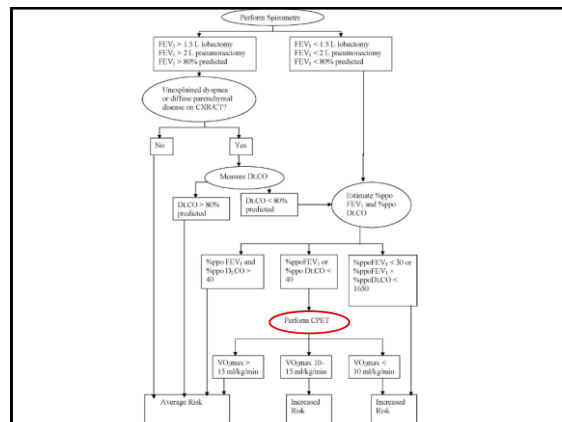 Perform Spirometry
FEV₁ > 1.5 L lobectomy
FEV₁ > 2 L pneumonectomy
FEV₁ > 80% predicted
FEV₁ < 1.5 L lobectomy
FEV₁ < 2 L pneumonectomy
FEV₁ < 80% predicted
Unexplained dyspnea
or diffuse parenchymal
disease on CXR/CT?
No
Yes
Measure DLCO
DLCO > 80%
predicted
DLCO < 80%
predicted
Estimate %ppo
FEV₁ and %ppo
DLCO
%ppo FEV₁ and
%ppo DLCO >
40
%ppoFEV₁ or
%ppo DLCO <
40
%ppoFEV₁ < 30 or
%ppoFEV₁ ×
%ppoDLCO <
1650
Perform CPET
VO₂max >
15 ml/kg/min
VO₂max 10-
15 ml/kg/min
VO₂max <
10 ml/kg/min
Average Risk
Increased
Risk
Increased
Risk